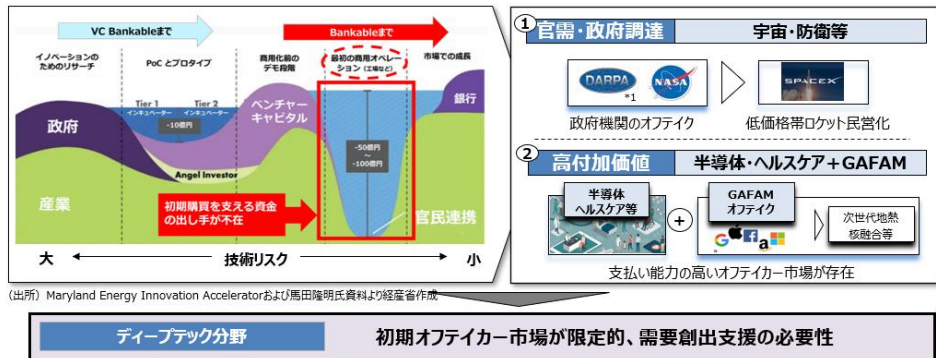 VC Bankableまで
Bankableまで
イノベーションの
ためのリサーチ
PoC とプロトタイプ
商用化前の
デモ段階
最初の商用オペレー
ション(工場など)
市場での成長
Tier 1
インキュベーター
Tier 2
インキュベーター
-10億円
政府
ベンチャー
キャピタル
銀行
-50億円
～
-100億円
Angel Investor
産業
初期購買を支える資金
の出し手が不在
官民連携
大
技術リスク
小
(出所) Maryland Energy Innovation Acceleratorおよび馬田隆明氏資料より経産省作成
① 官需・政府調達
宇宙・防衛等
DARPA
*1
NASA
SPACEX
政府機関のオフテイク
低価格帯ロケット民営化
② 高付加価値
半導体・ヘルスケア＋GAFAM
半導体
ヘルスケア等
+
GAFAM
オフテイク
G
f
a
次世代地熱
核融合等
支払い能力の高いオフテイカー市場が存在
ディープテック分野
初期オフテイカー市場が限定的、需要創出支援の必要性